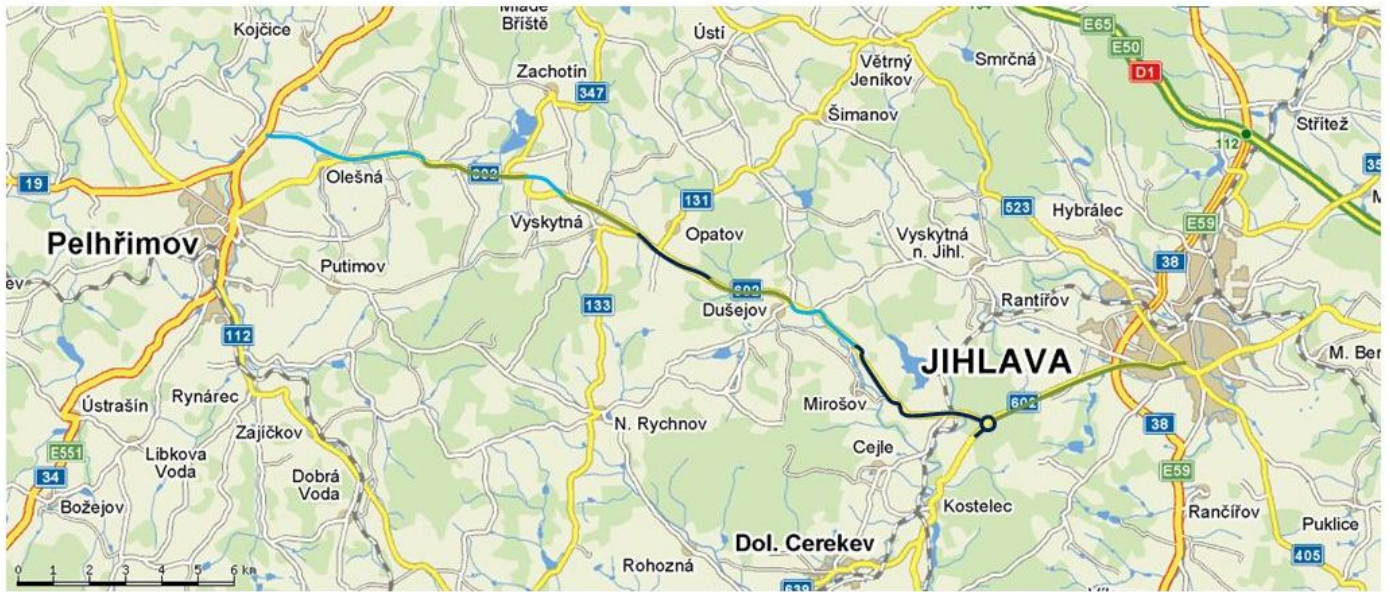 Kojčice
Mladé
Bříště
Ústí
Větrný
Jeníkov
Smrčná
E65
E50
D1
Zachotín
347
Šimanov
Střítež
112
19
Olešná
602
131
523
Hybrálec
E59
Pelhřimov
Vyskytná
Opatov
Vyskytná
n. Jihl.
38
Putimov
133
602
Dušejov
Rantířov
112
JIHLAVA
M. Ber
Rynárec
Ústrašín
Mirošov
602
Zajíčkov
N. Rychnov
38
E551
Libkova
Voda
Cejle
E59
34
Dobrá
Voda
Božejov
Kostelec
Rančířov
Puklice
Dol. Cerekev
405
Rohozná
639
0 1 2 3 4 5 6 km